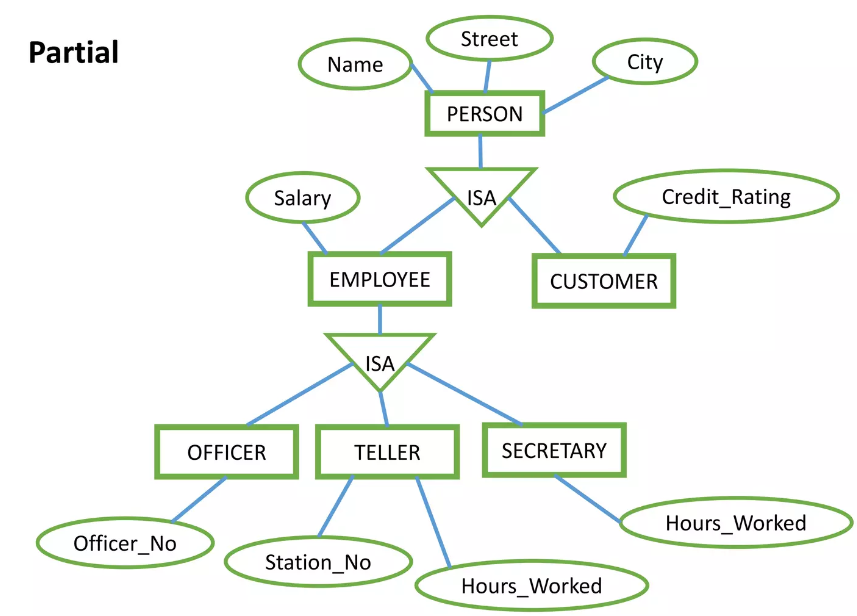 Partial
Street
Name
City
PERSON
ISA
Salary
Credit_Rating
EMPLOYEE
CUSTOMER
ISA
OFFICER
TELLER
SECRETARY
Hours_Worked
Officer_No
Station_No
Hours_Worked